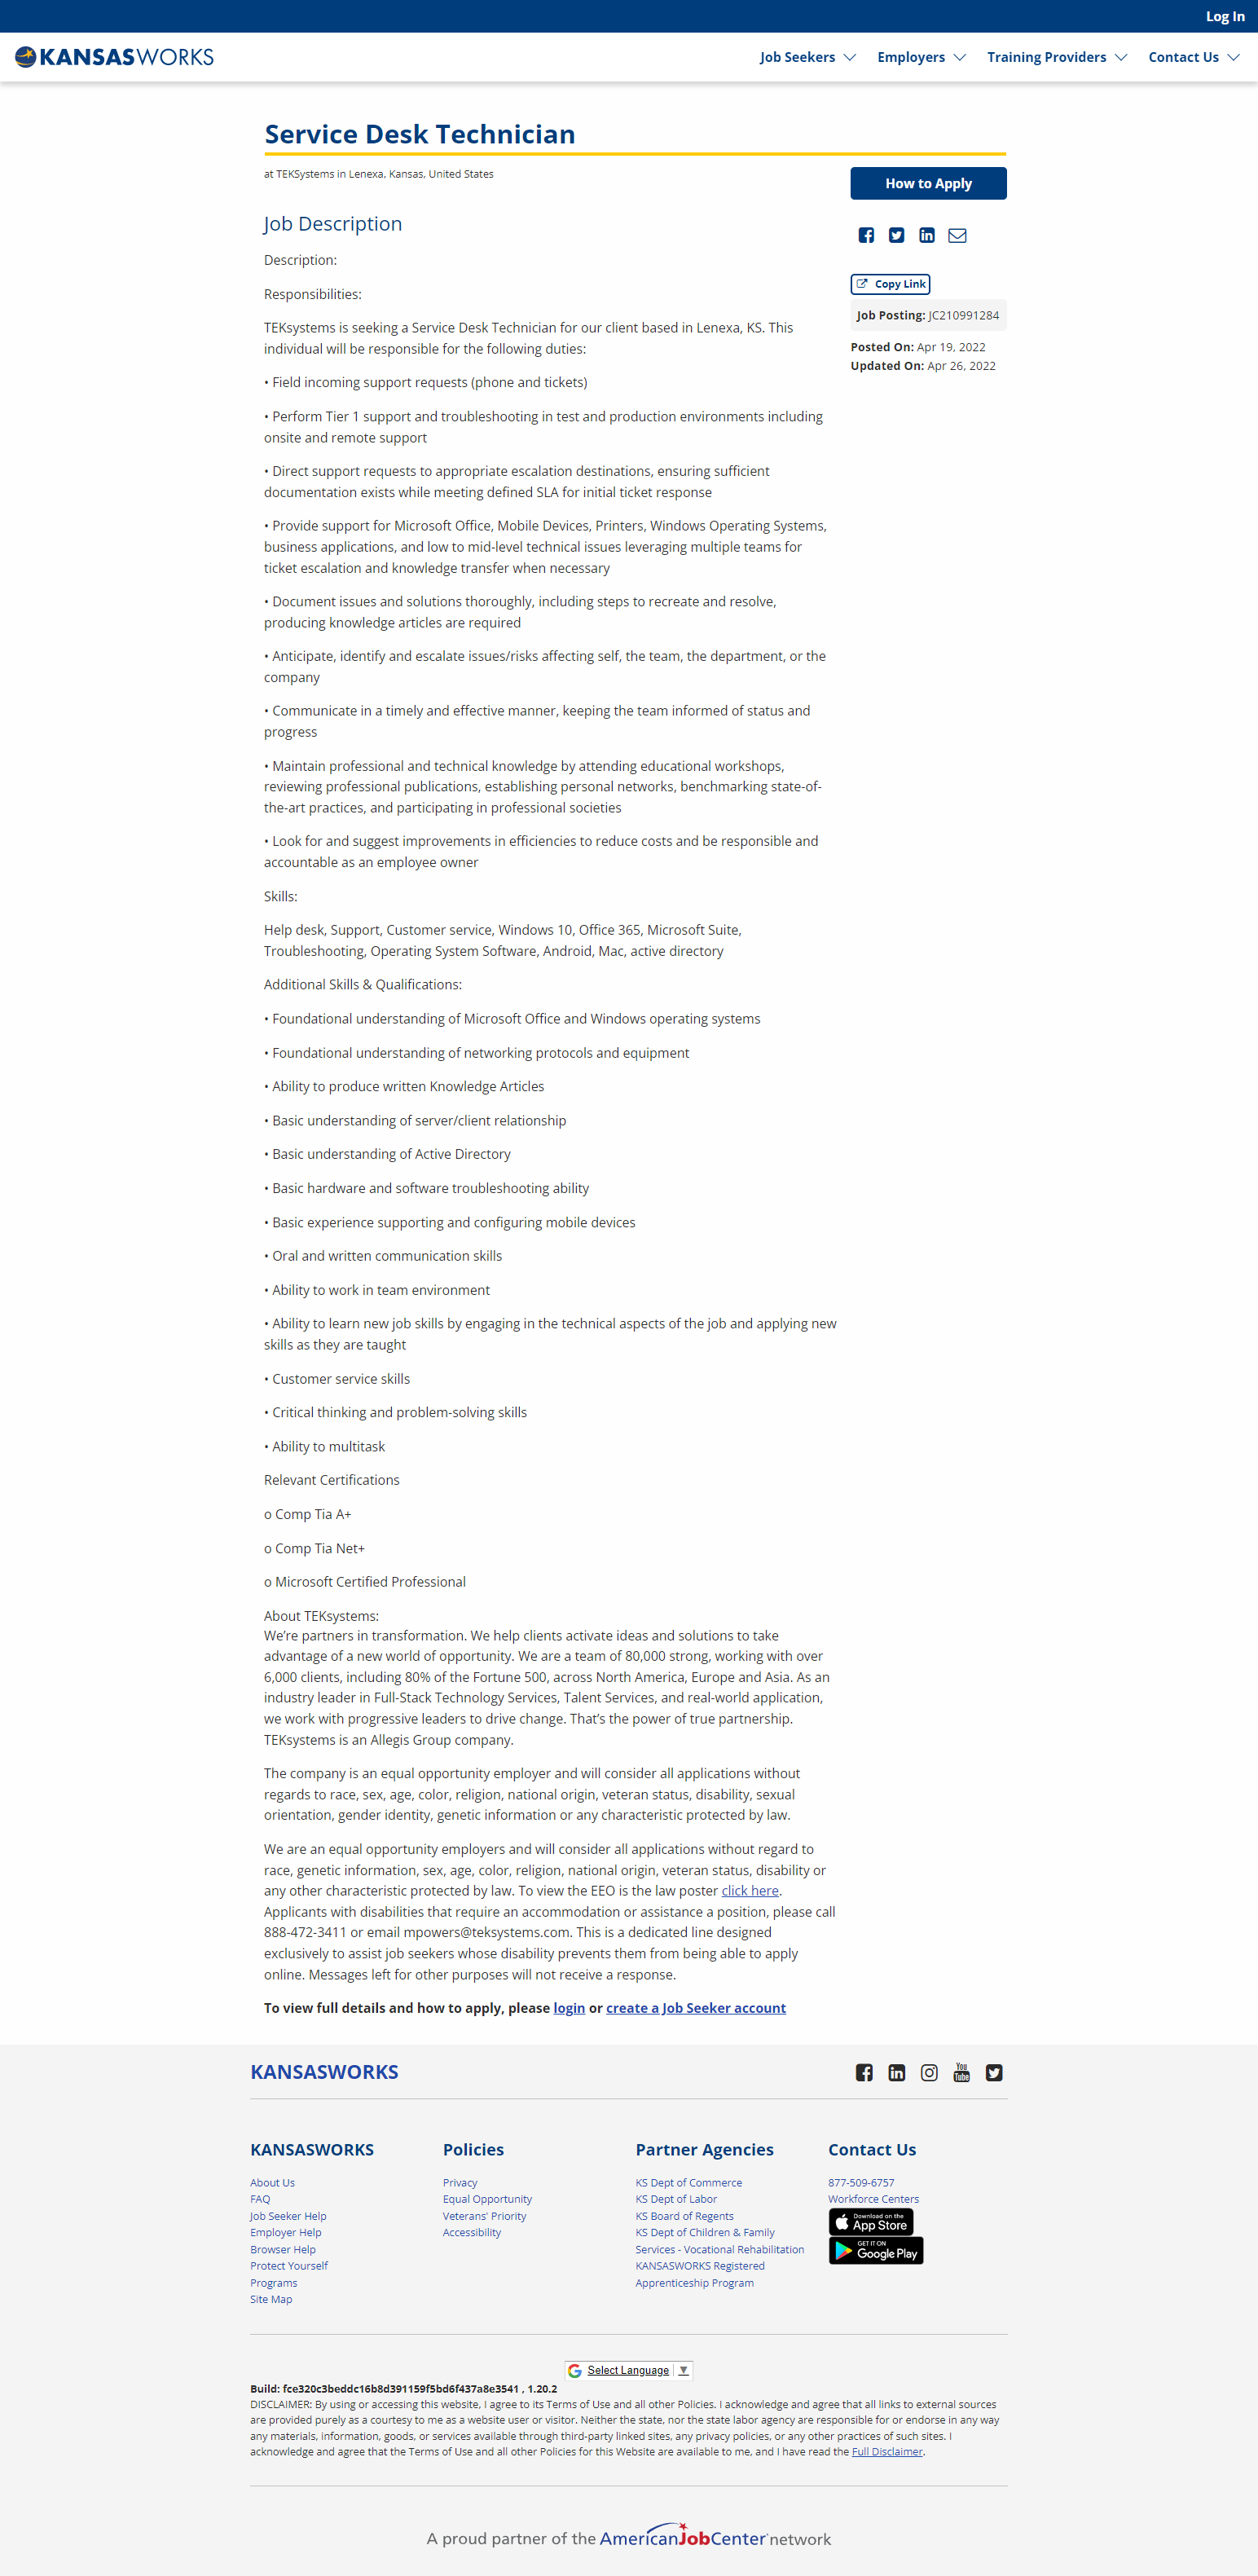 Log In
KANSASWORKS
Job Seekers
Employers
Training Providers
Contact Us
Service Desk Technician
at TEKSystems in Lenexa, Kansas, United States
How to Apply
Copy Link
Job Posting: JC210991284
Posted On: Apr 19, 2022
Updated On: Apr 26, 2022
Job Description
Description:
Responsibilities:
TEKsystems is seeking a Service Desk Technician for our client based in Lenexa, KS. This
individual will be responsible for the following duties:
• Field incoming support requests (phone and tickets)
• Perform Tier 1 support and troubleshooting in test and production environments including
onsite and remote support
• Direct support requests to appropriate escalation destinations, ensuring sufficient
documentation exists while meeting defined SLA for initial ticket response
• Provide support for Microsoft Office, Mobile Devices, Printers, Windows Operating Systems,
business applications, and low to mid-level technical issues leveraging multiple teams for
ticket escalation and knowledge transfer when necessary
• Document issues and solutions thoroughly, including steps to recreate and resolve,
producing knowledge articles are required
• Anticipate, identify and escalate issues/risks affecting self, the team, the department, or the
company
• Communicate in a timely and effective manner, keeping the team informed of status and
progress
• Maintain professional and technical knowledge by attending educational workshops,
reviewing professional publications, establishing personal networks, benchmarking state-of-
the-art practices, and participating in professional societies
• Look for and suggest improvements in efficiencies to reduce costs and be responsible and
accountable as an employee owner
Skills:
Help desk, Support, Customer service, Windows 10, Office 365, Microsoft Suite,
Troubleshooting, Operating System Software, Android, Mac, active directory
Additional Skills & Qualifications:
• Foundational understanding of Microsoft Office and Windows operating systems
• Foundational understanding of networking protocols and equipment
• Ability to produce written Knowledge Articles
• Basic understanding of server/client relationship
• Basic understanding of Active Directory
• Basic hardware and software troubleshooting ability
• Basic experience supporting and configuring mobile devices
• Oral and written communication skills
• Ability to work in team environment
• Ability to learn new job skills by engaging in the technical aspects of the job and applying new
skills as they are taught
• Customer service skills
• Critical thinking and problem-solving skills
• Ability to multitask
Relevant Certifications
o Comp Tia A+
o Comp Tia Net+
o Microsoft Certified Professional
About TEKsystems:
We’re partners in transformation. We help clients activate ideas and solutions to take
advantage of a new world of opportunity. We are a team of 80,000 strong, working with over
6,000 clients, including 80% of the Fortune 500, across North America, Europe and Asia. As an
industry leader in Full-Stack Technology Services, Talent Services, and real-world application,
we work with progressive leaders to drive change. That’s the power of true partnership.
TEKsystems is an Allegis Group company.
The company is an equal opportunity employer and will consider all applications without
regards to race, sex, age, color, religion, national origin, veteran status, disability, sexual
orientation, gender identity, genetic information or any characteristic protected by law.
We are an equal opportunity employers and will consider all applications without regard to
race, genetic information, sex, age, color, religion, national origin, veteran status, disability or
any other characteristic protected by law. To view the EEO is the law poster click here.
Applicants with disabilities that require an accommodation or assistance a position, please call
888-472-3411 or email mpowers@teksystems.com. This is a dedicated line designed
exclusively to assist job seekers whose disability prevents them from being able to apply
online. Messages left for other purposes will not receive a response.
To view full details and how to apply, please login or create a Job Seeker account
KANSASWORKS
You
Tube
KANSASWORKS
About Us
FAQ
Job Seeker Help
Employer Help
Browser Help
Protect Yourself
Programs
Site Map
Policies
Privacy
Equal Opportunity
Veterans' Priority
Accessibility
Partner Agencies
KS Dept of Commerce
KS Dept of Labor
KS Board of Regents
KS Dept of Children & Family
Services - Vocational Rehabilitation
KANSASWORKS Registered
Apprenticeship Program
Contact Us
877-509-6757
Workforce Centers
Download on the
App Store
GET IT ON
Google Play
Select Language ▼
Build: fce320c3beddc16b8d391159f5bd6f437a8e3541 , 1.20.2
DISCLAIMER: By using or accessing this website, I agree to its Terms of Use and all other Policies. I acknowledge and agree that all links to external sources
are provided purely as a courtesy to me as a website user or visitor. Neither the state, nor the state labor agency are responsible for or endorse in any way
any materials, information, goods, or services available through third-party linked sites, any privacy policies, or any other practices of such sites. I
acknowledge and agree that the Terms of Use and all other Policies for this Website are available to me, and I have read the Full Disclaimer.
A proud partner of the AmericanJobCenter network